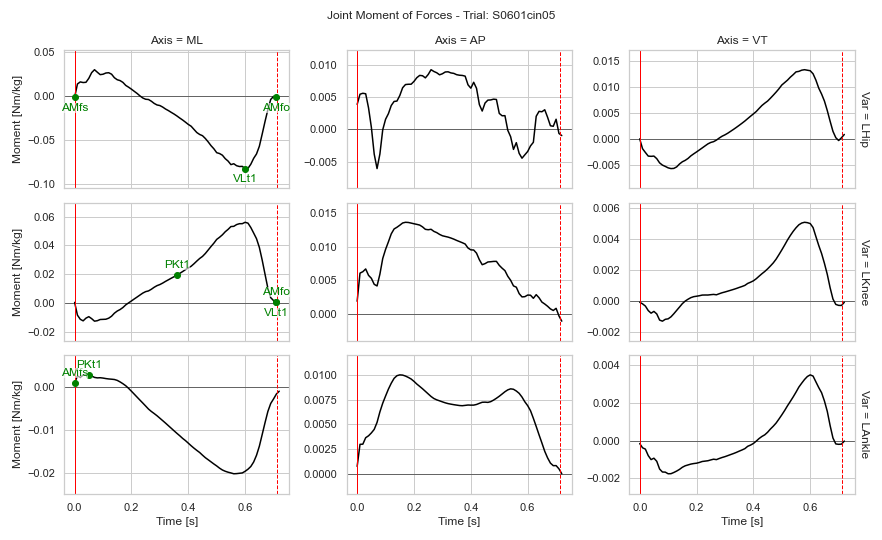 Joint Moment of Forces - Trial: S0601cin05
Axis = ML
Axis = AP
Axis = VT
0.05
0.00
−0.05
−0.10
Moment [Nm/kg]
AMfs
AMfo
VLt1
0.010
0.005
0.000
−0.005
0.015
0.010
0.005
0.000
−0.005
Var = LHip
0.06
0.04
0.02
0.00
−0.02
Moment [Nm/kg]
PKt1
AMfo
VLt1
0.015
0.010
0.005
0.000
0.006
0.004
0.002
0.000
−0.002
Var = LKnee
0.00
−0.01
−0.02
Moment [Nm/kg]
PKt1
AMfs
0.0100
0.0075
0.0050
0.0025
0.0000
0.004
0.002
0.000
−0.002
Var = LAnkle
0.0 0.2 0.4 0.6
0.0 0.2 0.4 0.6
0.0 0.2 0.4 0.6
Time [s]
Time [s]
Time [s]